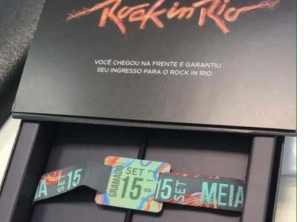 Rock in Rio
VOCÊ CHEGOU NA FRENTE E GARANTIU
SEU INGRESSO PARA O ROCK IN RIO
SET
15
15
15
SET
MEIA